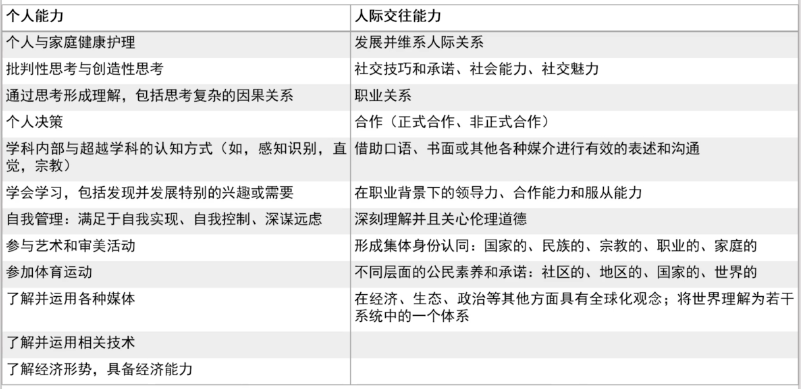 个人能力 人际交往能力
个人与家庭健康护理 发展并维系人际关系
批判性思考与创造性思考 社交技巧和承诺、社会能力、社交魅力
通过思考形成理解，包括思考复杂的因果关系 职业关系
个人决策 合作（正式合作、非正式合作）
学科内部与超越学科的认知方式（如，感知识别，直 借助口语、书面或其他各种媒介进行有效的表述和沟通
觉，宗教）
学会学习，包括发现并发展特别的兴趣或需要 在职业背景下的领导力、合作能力和服从能力
自我管理：满足于自我实现、自我控制、深谋远虑 深刻理解并且关心伦理道德
参与艺术和审美活动 形成集体身份认同：国家的、民族的、宗教的、职业的、家庭的
参加体育运动 不同层面的公民素养和承诺：社区的、地区的、国家的、世界的
了解并运用各种媒体 在经济、生态、政治等其他方面具有全球化观念；将世界理解为若干
系统中的一个体系
了解并运用相关技术
了解经济形势，具备经济能力